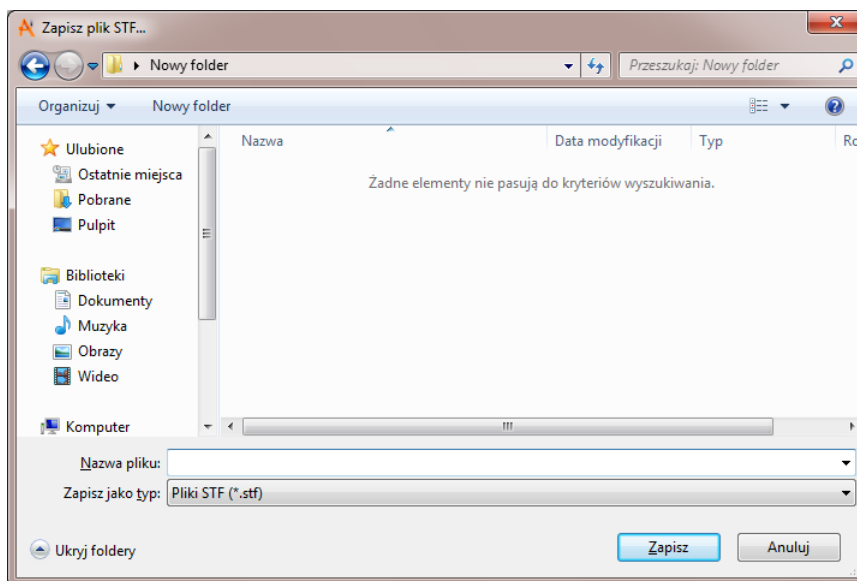 Zapisz plik STF...
Nowy folder
Przeszukaj: Nowy folder
Organizuj Nowy folder
Nazwa Data modyfikacji Typ Ro
Żadne elementy nie pasują do kryteriów wyszukiwania.
Ulubione
Ostatnie miejsca
Pobrane
Pulpit
Biblioteki
Dokumenty
Muzyka
Obrazy
Wideo
Komputer
Nazwa pliku:
Zapisz jako typ: Pliki STF (*.stf)
Ukryj foldery
Zapisz Anuluj